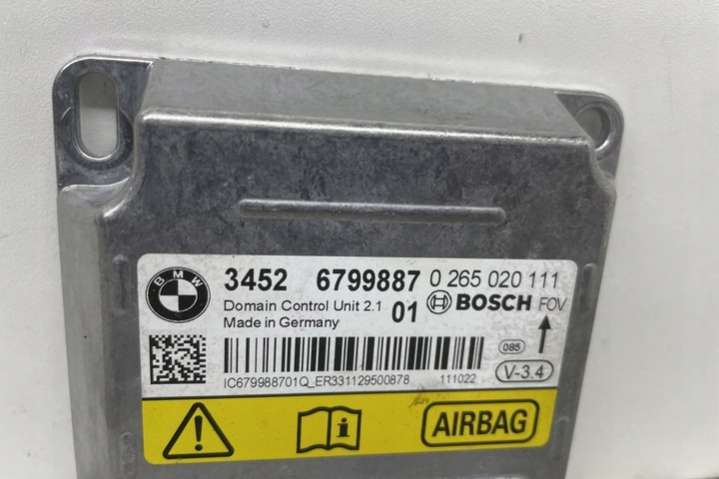 BMW
3452 6799887 0 265 020 111
Domain Control Unit 2.1 01 BOSCH FOV
Made in Germany
085
IC679988701Q_ER331129500878 111022 V-3.4
AIRBAG